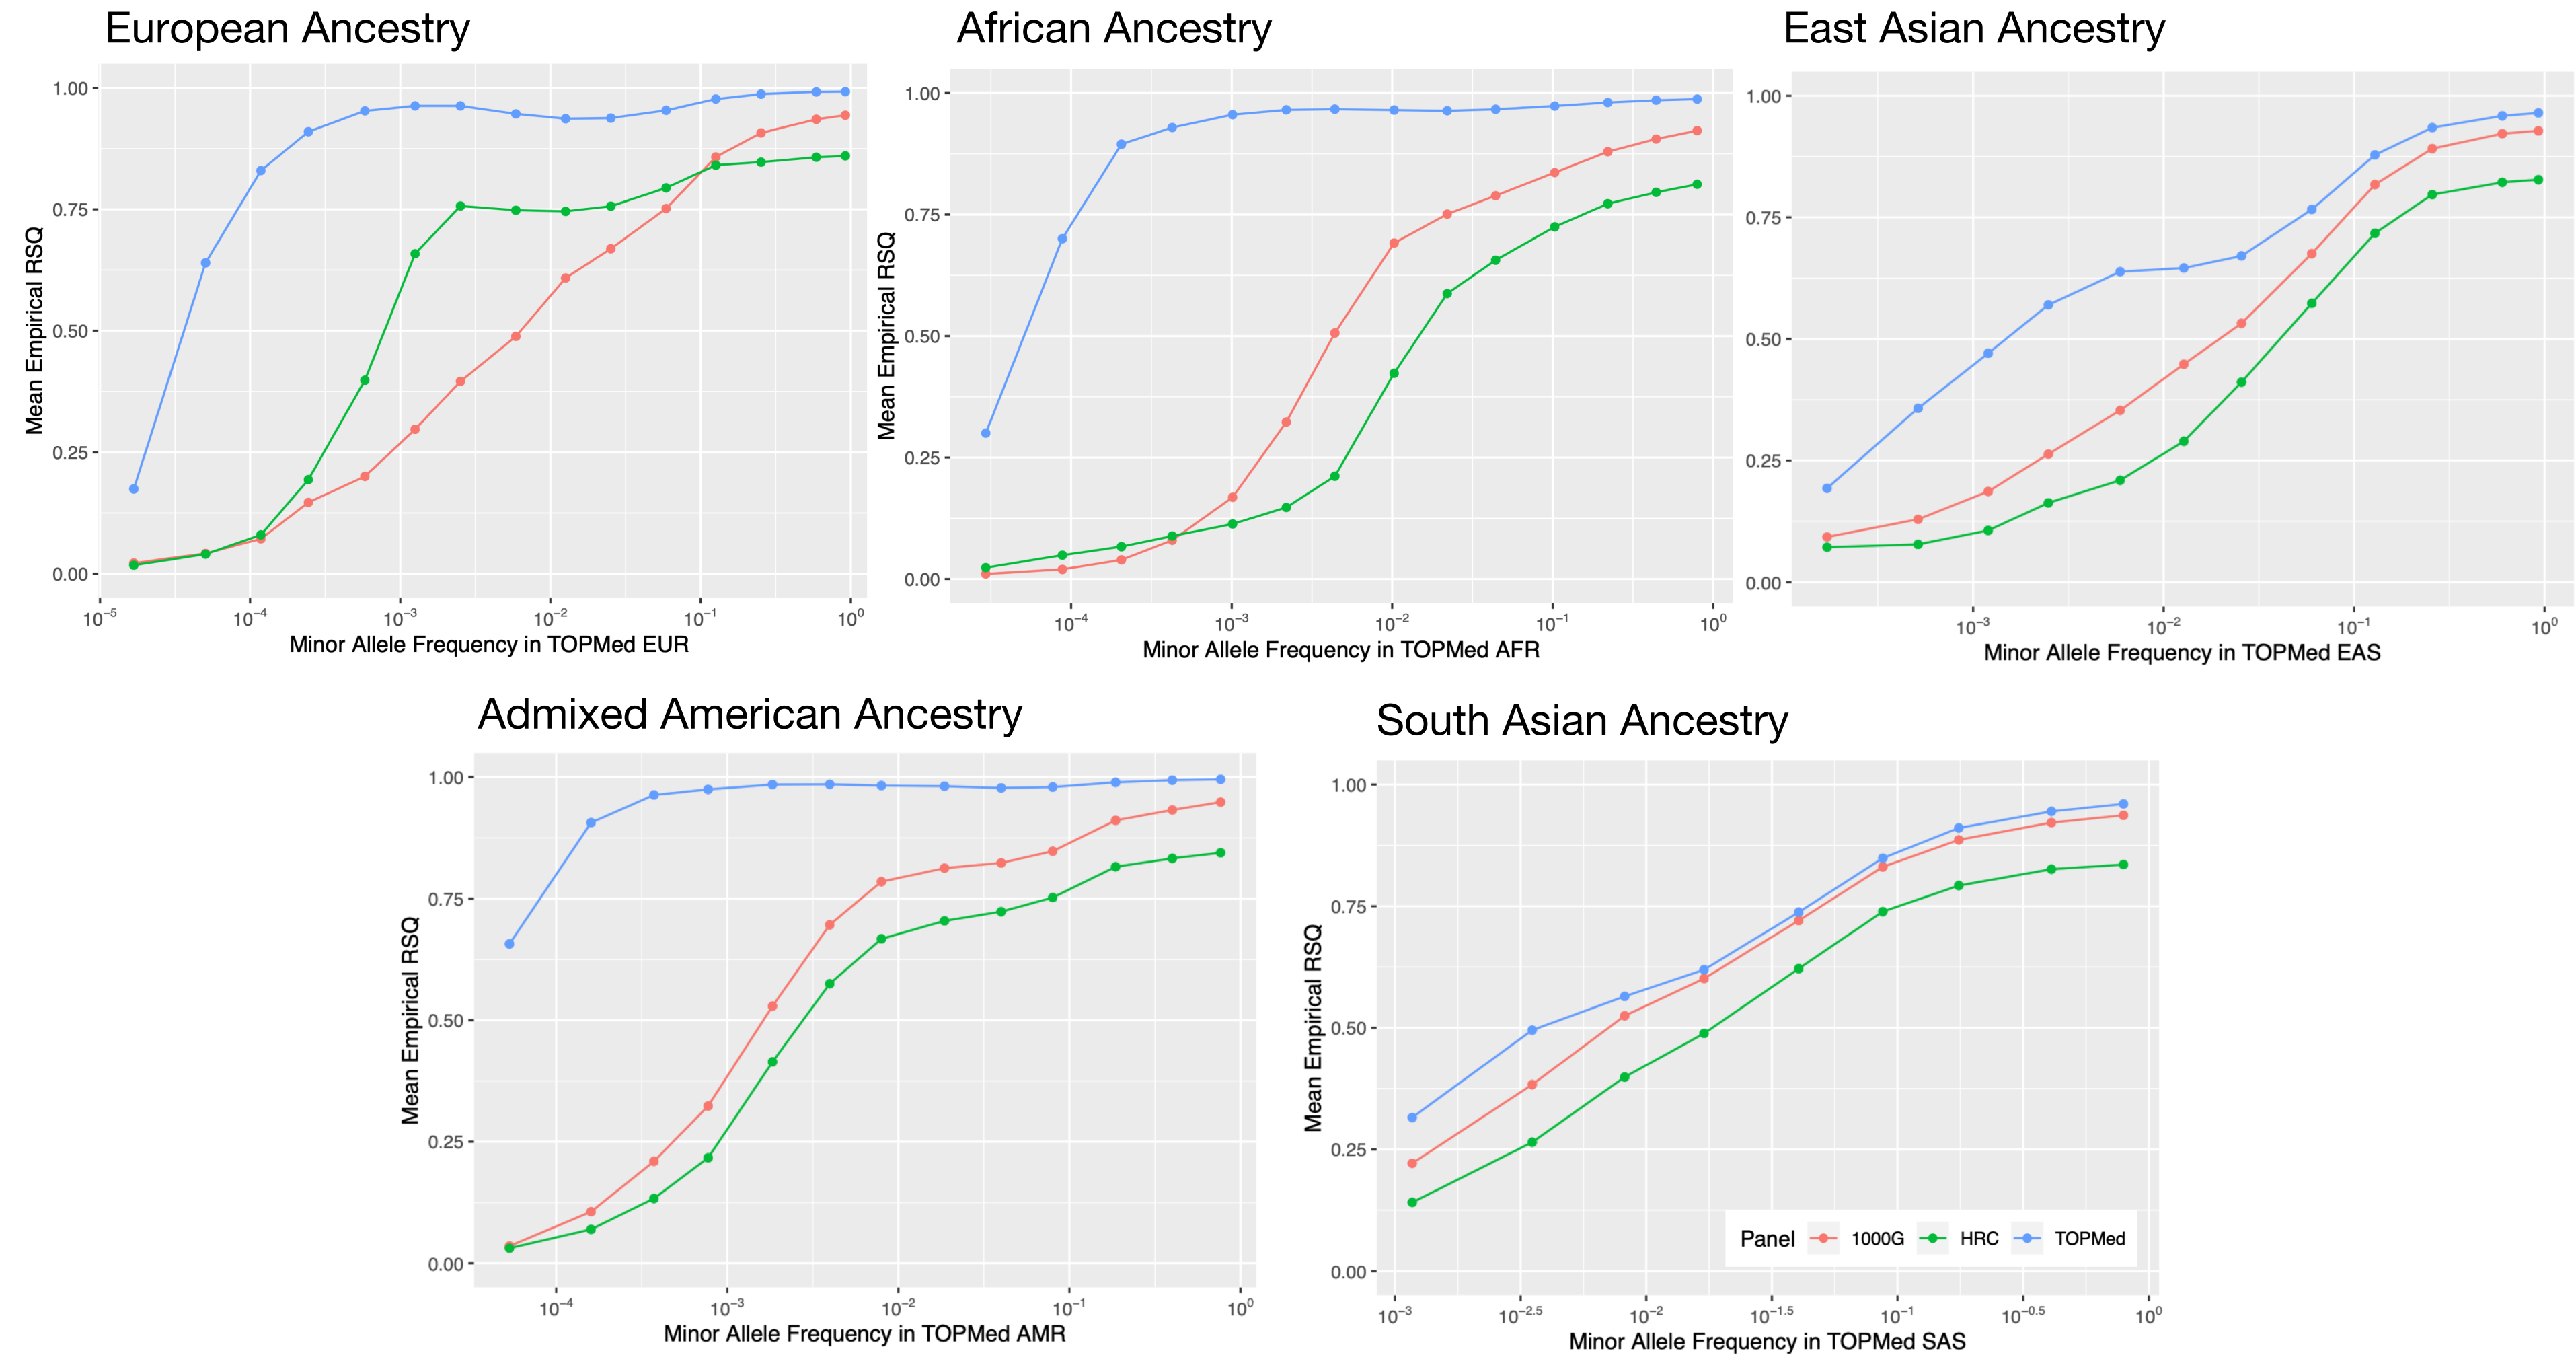 European Ancestry
African Ancestry
East Asian Ancestry
1.00
0.75
0.50
0.25
0.00
Mean Empirical RSQ
10⁻⁵ 10⁻⁴ 10⁻³ 10⁻² 10⁻¹ 10⁰
Minor Allele Frequency in TOPMed EUR
1.00
0.75
0.50
0.25
0.00
Mean Empirical RSQ
10⁻⁴ 10⁻³ 10⁻² 10⁻¹ 10⁰
Minor Allele Frequency in TOPMed AFR
1.00
0.75
0.50
0.25
0.00
10⁻³ 10⁻² 10⁻¹ 10⁰
Minor Allele Frequency in TOPMed EAS
Admixed American Ancestry
South Asian Ancestry
1.00
0.75
0.50
0.25
0.00
Mean Empirical RSQ
10⁻⁴ 10⁻³ 10⁻² 10⁻¹ 10⁰
Minor Allele Frequency in TOPMed AMR
1.00
0.75
0.50
0.25
0.00
Mean Empirical RSQ
Panel 1000G HRC TOPMed
10⁻³ 10⁻²·⁵ 10⁻² 10⁻¹·⁵ 10⁻¹ 10⁻⁰·⁵ 10⁰
Minor Allele Frequency in TOPMed SAS